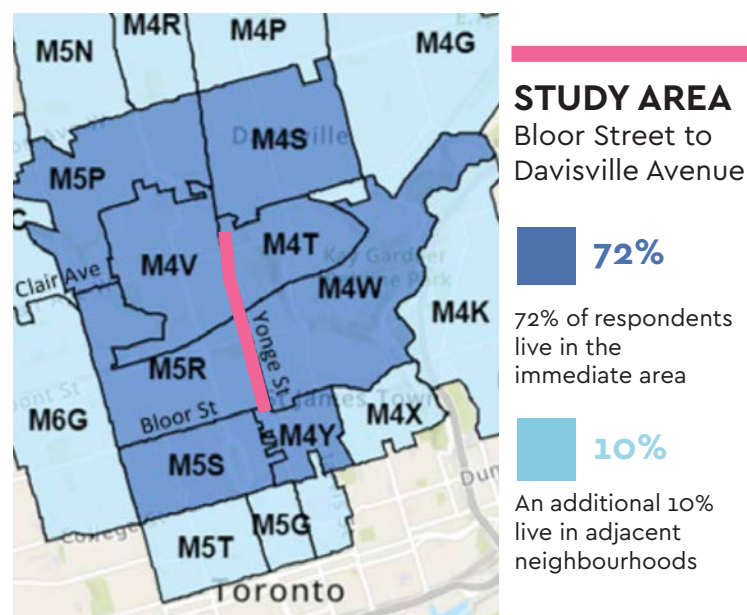 M5N
M4R
M4P
M4G
M4S
M5P
M4V
M4T
M4W
M4K
Clair Ave
Yonge St
M5R
Bloor St
M6G
M4X
M4Y
M5S
M5T
M5G
Toronto
STUDY AREA
Bloor Street to
Davisville Avenue
72%
72% of respondents
live in the
immediate area
10%
An additional 10%
live in adjacent
neighbourhoods